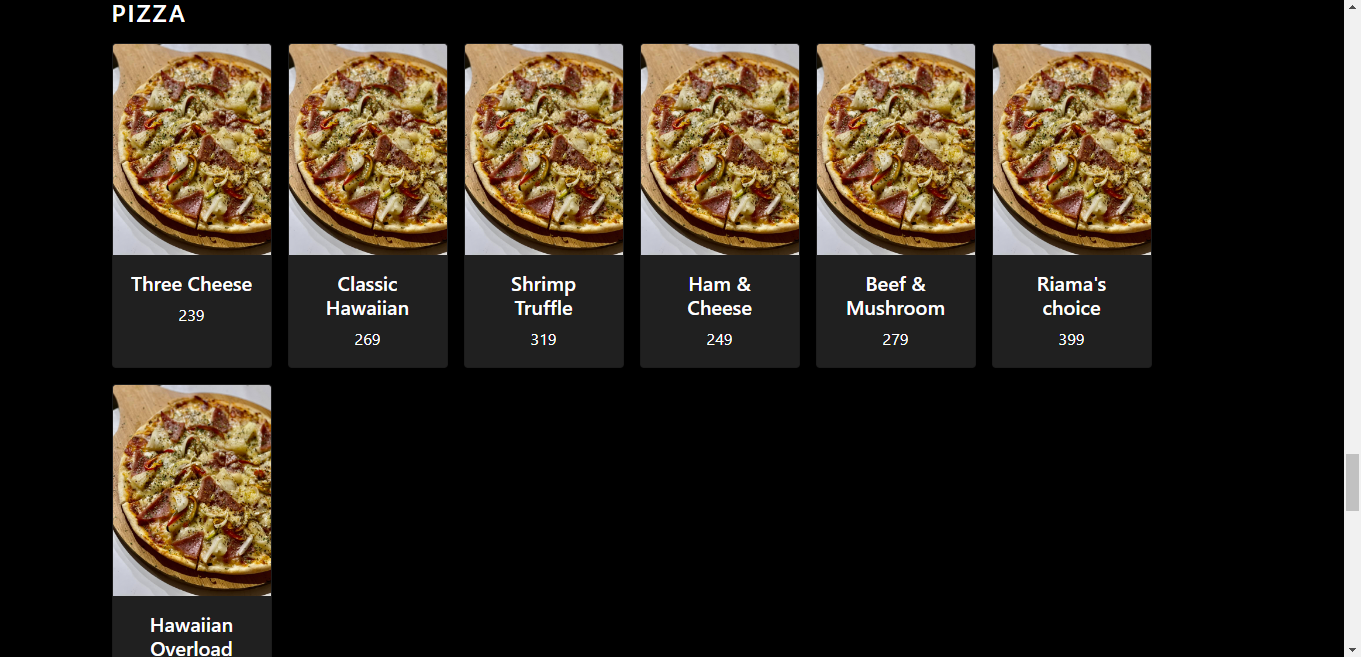 PIZZA
Three Cheese
239
Classic
Hawaiian
269
Shrimp
Truffle
319
Ham &
Cheese
249
Beef &
Mushroom
279
Riama's
choice
399
Hawaiian
Overload